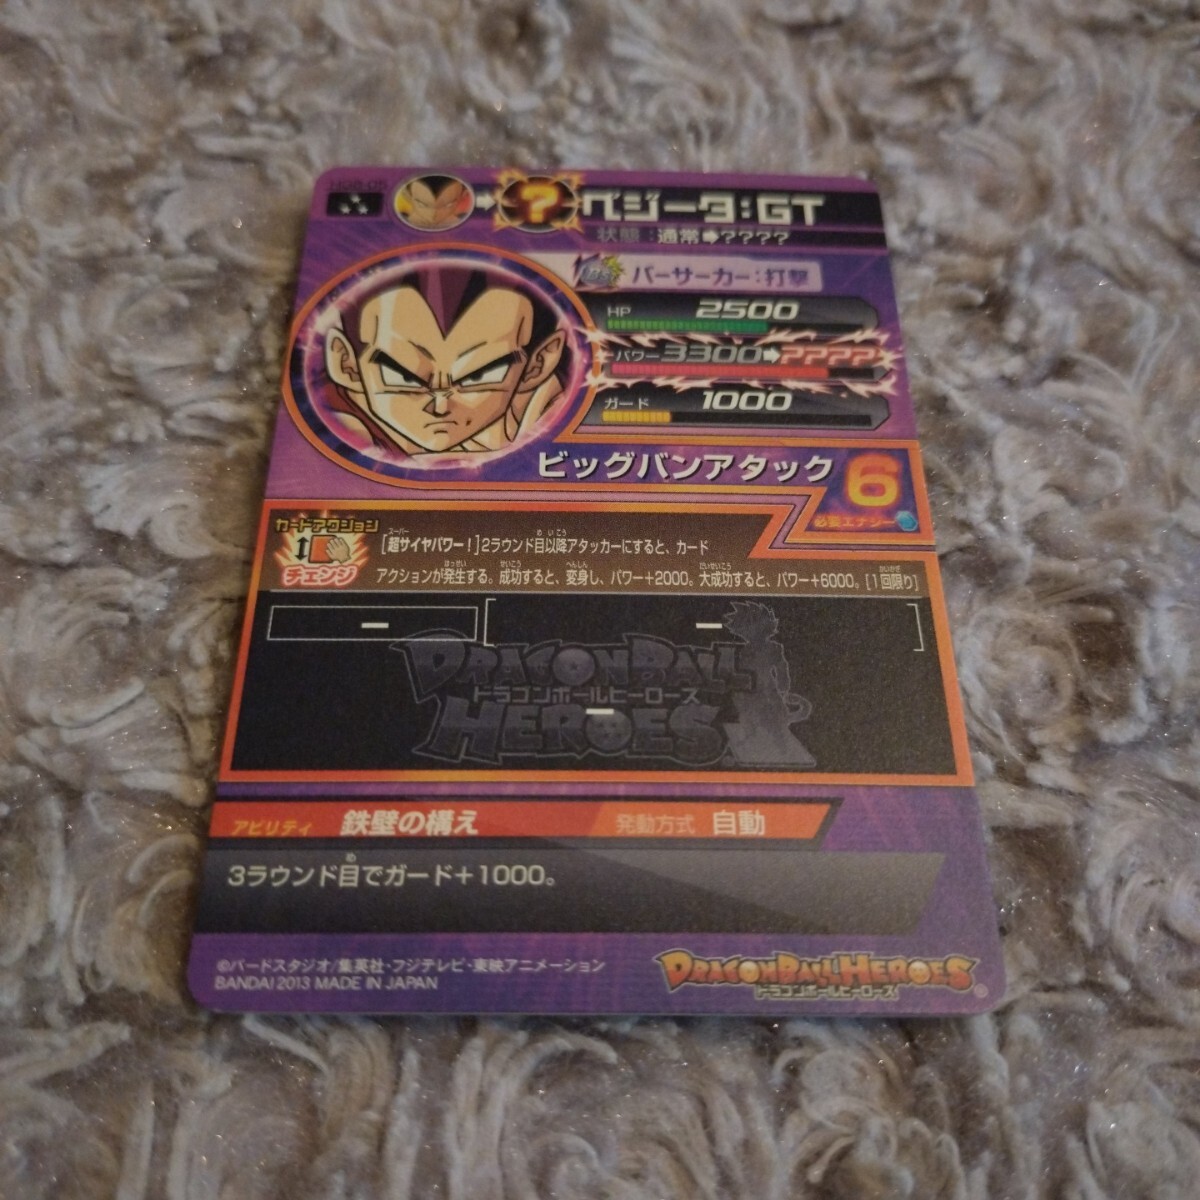 ベジータ:GT
状態:通常➡????
バーサーカー:打撃
HP 2500
パワー 3300➡????
ガード 1000
ビッグバンアタック 6
必要エナジー
カードアクション
チェンジ
[超サイヤパワー!]2ラウンド目以降アタッカーにすると、カード
アクションが発生する。成功すると、変身し、パワー+2000。大成功すると、パワー+6000。[1回限り]
ー ー
DRAGON BALL
ドラゴンボールヒーローズ
ー
HEROES
アビリティ 鉄壁の構え 発動方式 自動
3ラウンド目でガード+1000。
©バードスタジオ/集英社・フジテレビ・東映アニメーション
BANDAI 2013 MADE IN JAPAN
DRAGON BALL HEROES
ドラゴンボールヒーローズ